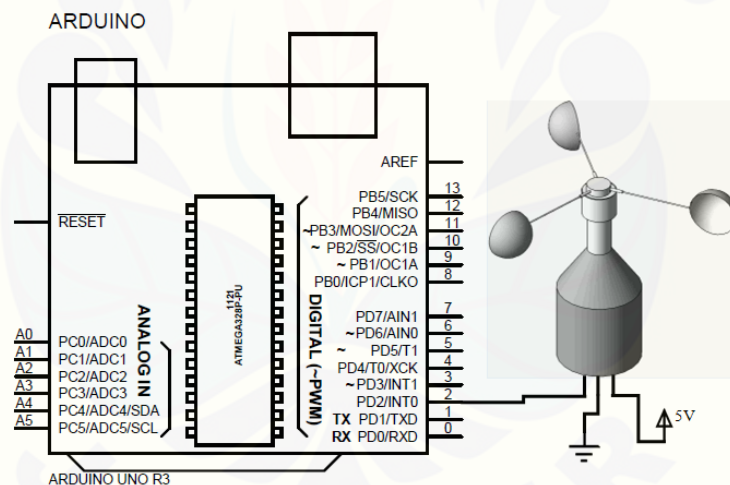 ARDUINO
AREF
RESET
13
PB5/SCK
12
PB4/MISO
11
~PB3/MOSI/OC2A
10
~ PB2/SS/OC1B
9
~ PB1/OC1A
8
PB0/ICP1/CLKO
7
PD7/AIN1
6
~PD6/AIN0
5
~ PD5/T1
4
PD4/T0/XCK
3
~PD3/INT1
2
PD2/INT0
1
TX PD1/TXD
0
RX PD0/RXD
DIGITAL (~PWM)
1121
ATMEGA328P-PU
ANALOG IN
A0
PC0/ADC0
A1
PC1/ADC1
A2
PC2/ADC2
A3
PC3/ADC3
A4
PC4/ADC4/SDA
A5
PC5/ADC5/SCL
5V
ARDUINO UNO R3